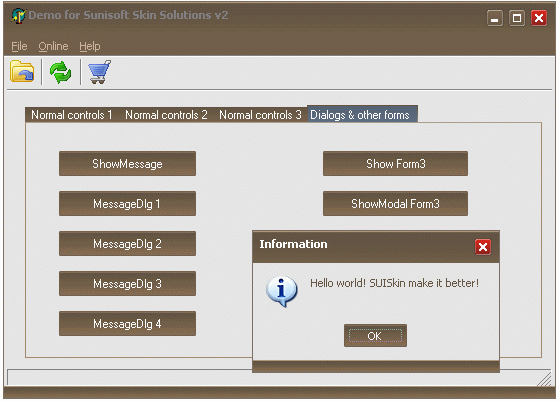 Demo for Sunisoft Skin Solutions v2
File Online Help
Normal controls 1 Normal controls 2 Normal controls 3 Dialogs & other forms
ShowMessage Show Form3
MessageDlg 1 ShowModal Form3
MessageDlg 2
MessageDlg 3
MessageDlg 4
Information
Hello world! SUISkin make it better!
OK